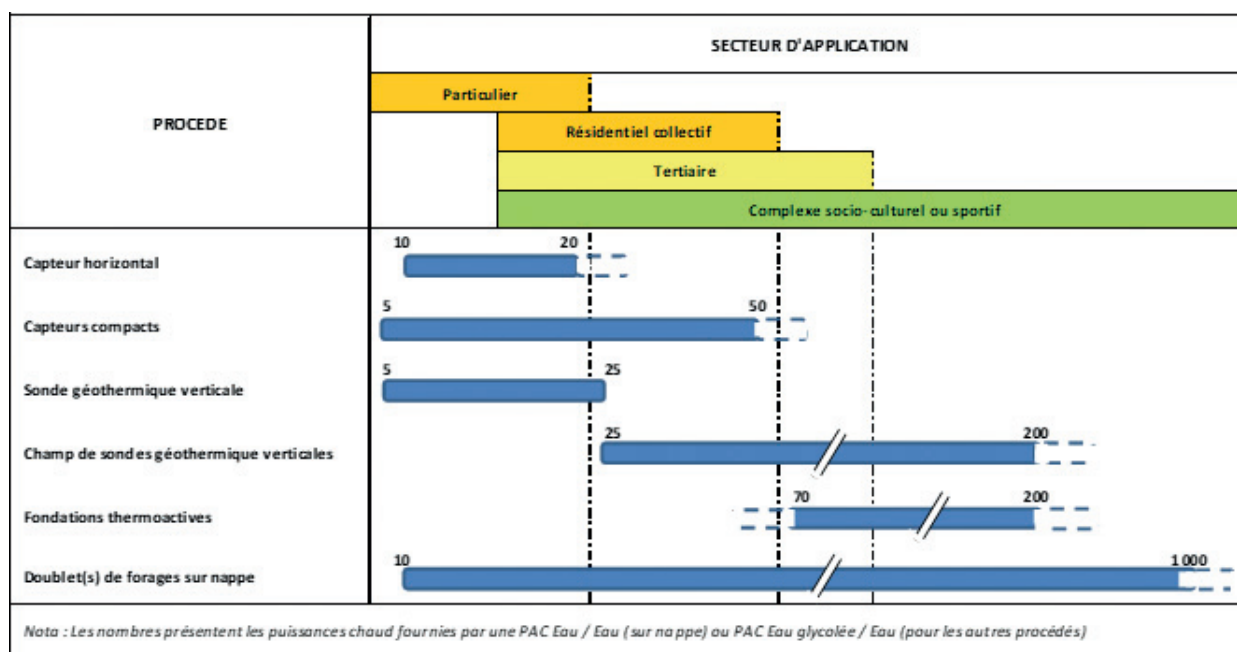 SECTEUR D'APPLICATION
PROCEDE
Particulier
Résidentiel collectif
Tertiaire
Complexe socio-culturel ou sportif
Capteur horizontal
10 20
Capteurs compacts
5 50
Sonde géothermique verticale
5 25
Champ de sondes géothermique verticales
25 200
Fondations thermoactives
70 200
Doublet(s) de forages sur nappe
10 1 000
Nota : Les nombres présentent les puissances chaud fournies par une PAC Eau / Eau (sur nappe) ou PAC Eau glycolée / Eau (pour les autres procédés)